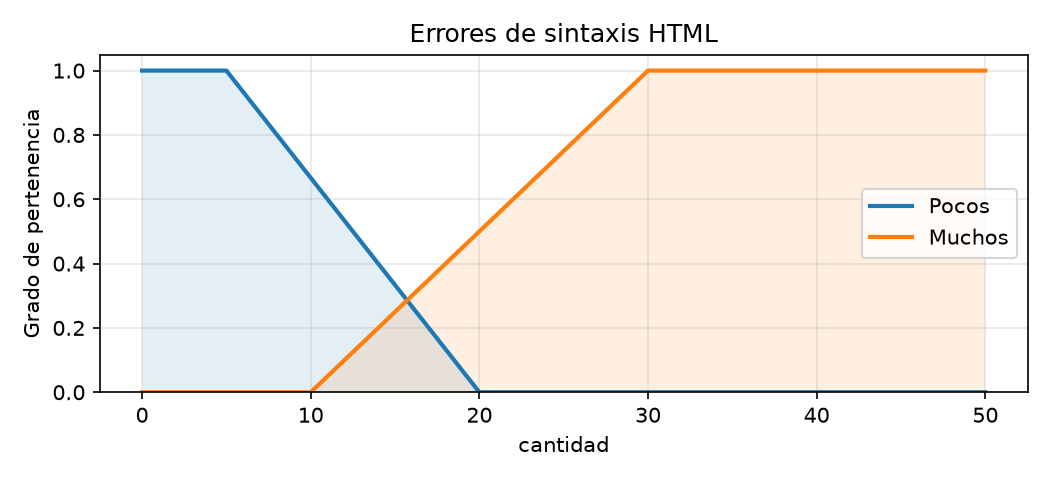 Errores de sintaxis HTML
Grado de pertenencia
1.0
0.8
0.6
0.4
0.2
0.0
Pocos
Muchos
0 10 20 30 40 50
cantidad